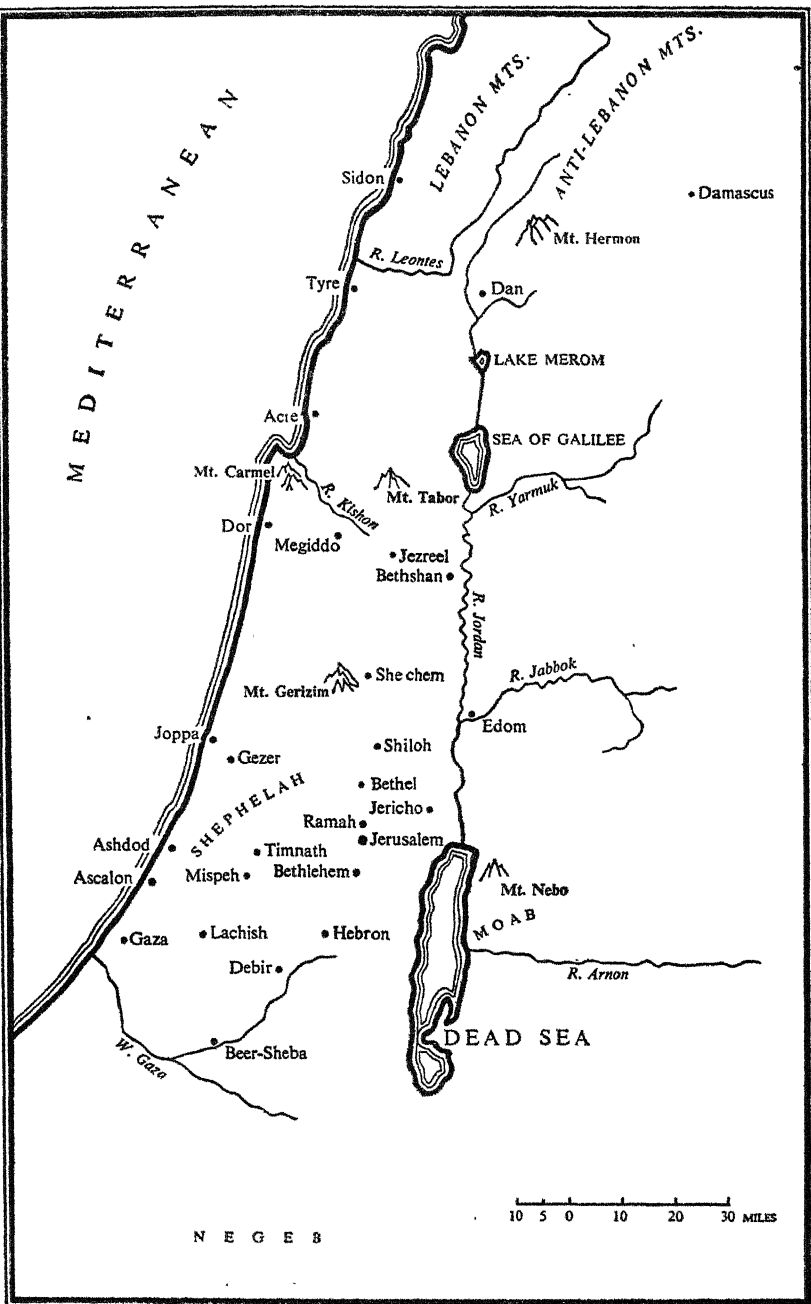 MEDITERRANEAN
LEBANON MTS.
ANTI-LEBANON MTS.
Sidon
Damascus
Mt. Hermon
R. Leontes
Tyre
Dan
LAKE MEROM
Acre
SEA OF GALILEE
Mt. Carmel
R. Kishon
Mt. Tabor
R. Yarmuk
Dor
Megiddo
Jezreel
Bethshan
R. Jordan
She chem
Mt. Gerizim
R. Jabbok
Edom
Joppa
Gezer
Shiloh
SHEPHELAH
Bethel
Jericho
Ramah
Jerusalem
Ashdod
Timnath
Ascalon
Mispeh
Bethlehem
Mt. Nebo
MOAB
Gaza
Lachish
Hebron
Debir
R. Arnon
DEAD SEA
W. Gaza
Beer-Sheba
10 5 0 10 20 30 MILES
NEGEB